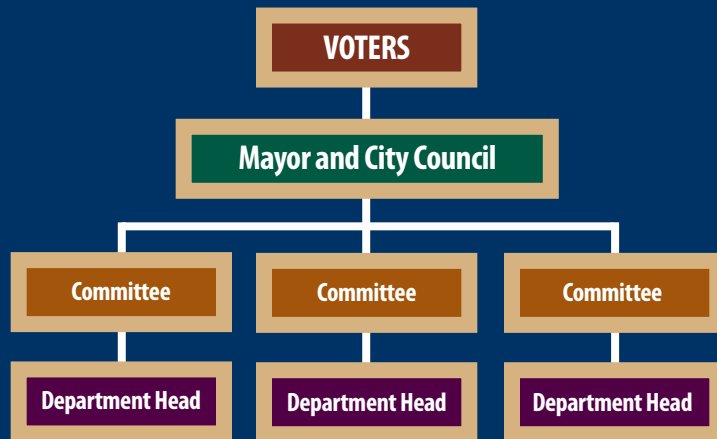 VOTERS
Mayor and City Council
Committee
Committee
Committee
Department Head
Department Head
Department Head